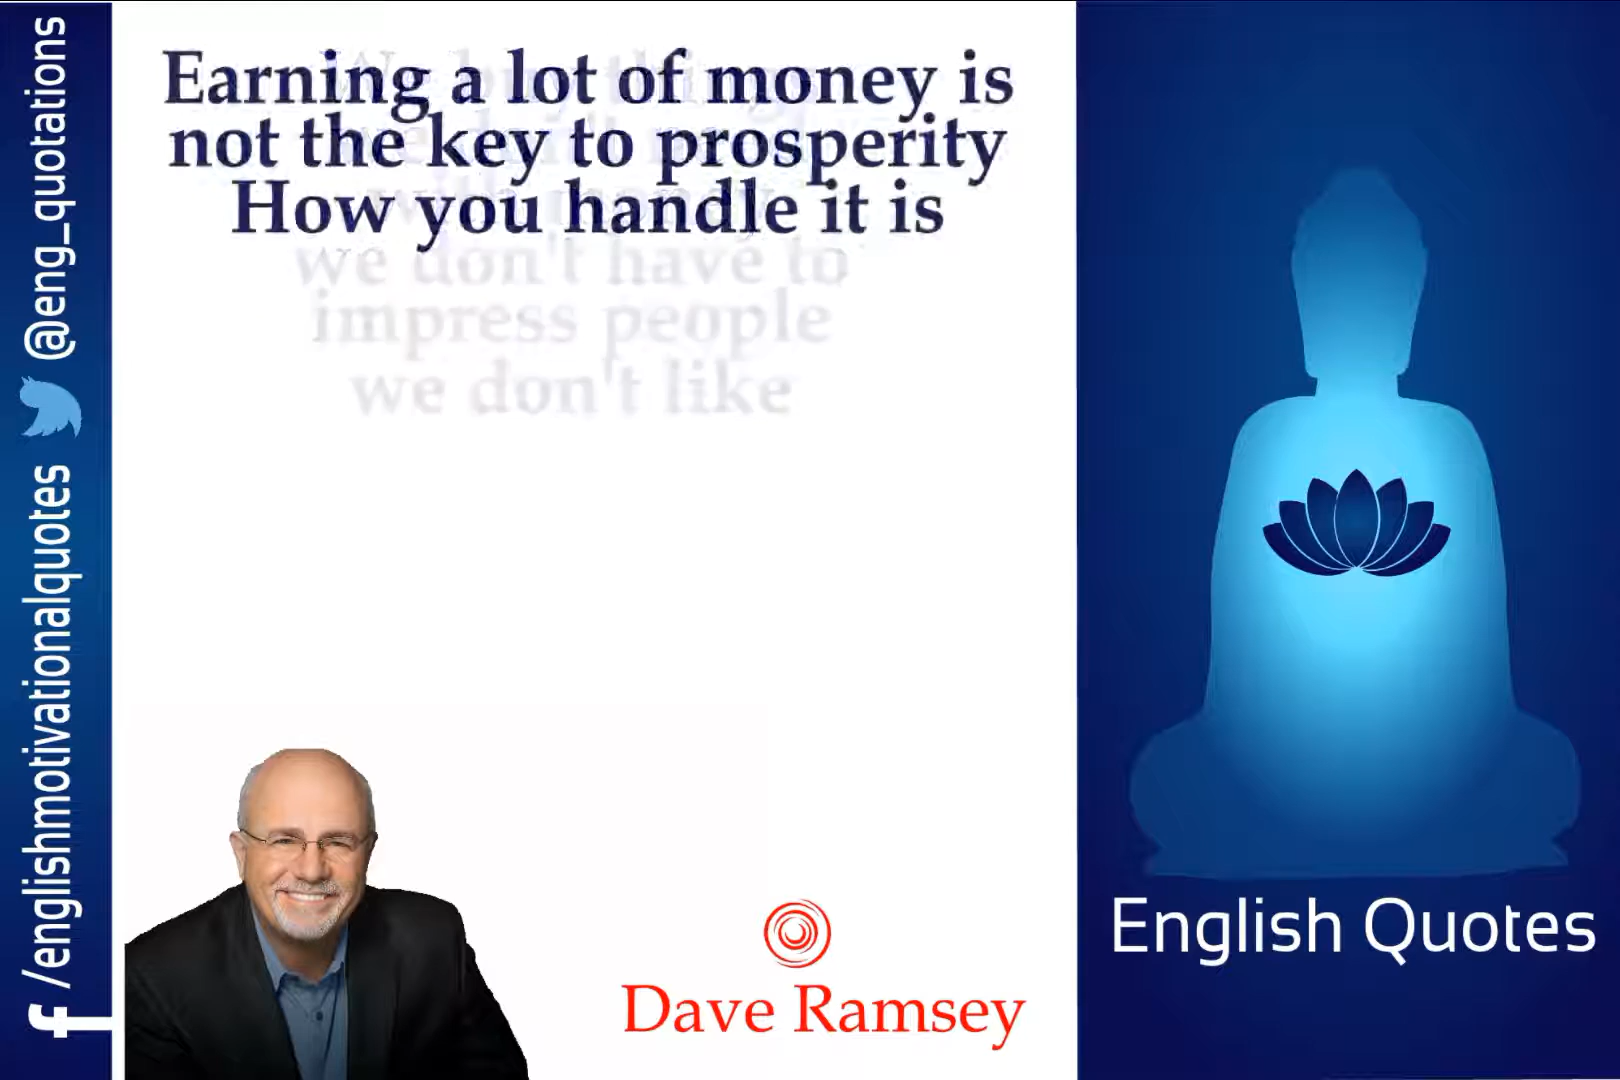 @eng_quotations
/englishmotivationalquotes
Earning a lot of money is
not the key to prosperity
How you handle it is
we don't have to
impress people
we don't like
Dave Ramsey
English Quotes